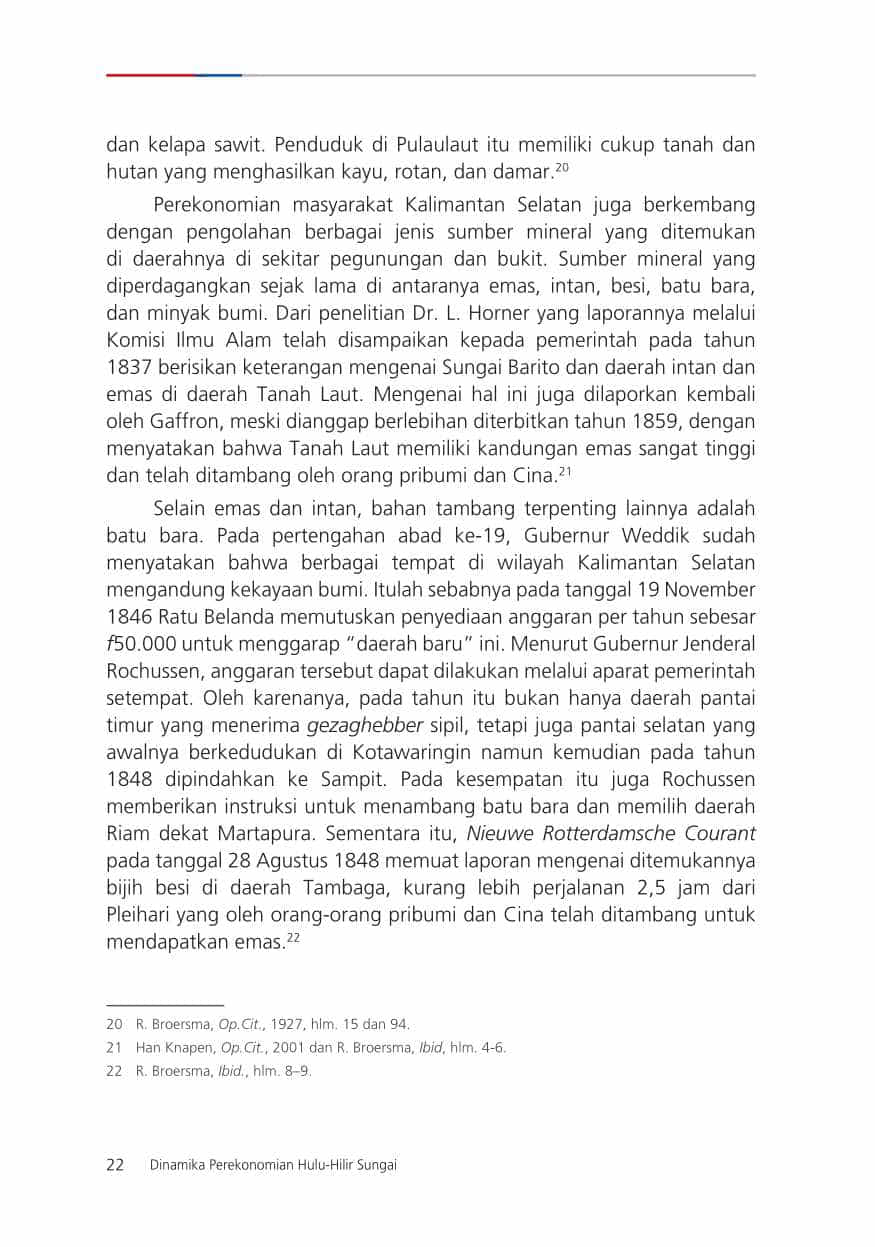 dan kelapa sawit. Penduduk di Pulaulaut itu memiliki cukup tanah dan
hutan yang menghasilkan kayu, rotan, dan damar.20
Perekonomian masyarakat Kalimantan Selatan juga berkembang
dengan pengolahan berbagai jenis sumber mineral yang ditemukan
di daerahnya di sekitar pegunungan dan bukit. Sumber mineral yang
diperdagangkan sejak lama di antaranya emas, intan, besi, batu bara,
dan minyak bumi. Dari penelitian Dr. L. Horner yang laporannya melalui
Komisi Ilmu Alam telah disampaikan kepada pemerintah pada tahun
1837 berisikan keterangan mengenai Sungai Barito dan daerah intan dan
emas di daerah Tanah Laut. Mengenai hal ini juga dilaporkan kembali
oleh Gaffron, meski dianggap berlebihan diterbitkan tahun 1859, dengan
menyatakan bahwa Tanah Laut memiliki kandungan emas sangat tinggi
dan telah ditambang oleh orang pribumi dan Cina.21
Selain emas dan intan, bahan tambang terpenting lainnya adalah
batu bara. Pada pertengahan abad ke-19, Gubernur Weddik sudah
menyatakan bahwa berbagai tempat di wilayah Kalimantan Selatan
mengandung kekayaan bumi. Itulah sebabnya pada tanggal 19 November
1846 Ratu Belanda memutuskan penyediaan anggaran per tahun sebesar
f50.000 untuk menggarap “daerah baru” ini. Menurut Gubernur Jenderal
Rochussen, anggaran tersebut dapat dilakukan melalui aparat pemerintah
setempat. Oleh karenanya, pada tahun itu bukan hanya daerah pantai
timur yang menerima gezaghebber sipil, tetapi juga pantai selatan yang
awalnya berkedudukan di Kotawaringin namun kemudian pada tahun
1848 dipindahkan ke Sampit. Pada kesempatan itu juga Rochussen
memberikan instruksi untuk menambang batu bara dan memilih daerah
Riam dekat Martapura. Sementara itu, Nieuwe Rotterdamsche Courant
pada tanggal 28 Agustus 1848 memuat laporan mengenai ditemukannya
bijih besi di daerah Tambaga, kurang lebih perjalanan 2,5 jam dari
Pleihari yang oleh orang-orang pribumi dan Cina telah ditambang untuk
mendapatkan emas.22
20 R. Broersma, Op.Cit., 1927, hlm. 15 dan 94.
21 Han Knapen, Op.Cit., 2001 dan R. Broersma, Ibid, hlm. 4-6.
22 R. Broersma, Ibid., hlm. 8–9.
22 Dinamika Perekonomian Hulu-Hilir Sungai